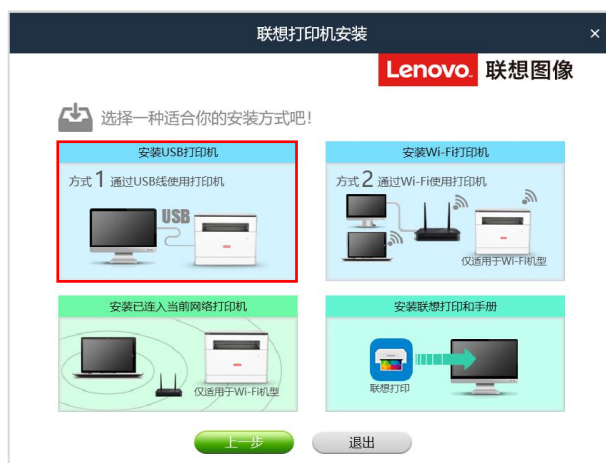 联想打印机安装
×
Lenovo 联想图像
选择一种适合你的安装方式吧!
安装USB打印机
方式1 通过USB线使用打印机
USB
安装Wi-Fi打印机
方式2 通过Wi-Fi使用打印机
仅适用于Wi-Fi机型
安装已连入当前网络打印机
仅适用于Wi-Fi机型
安装联想打印和手册
联想打印
上一步
退出